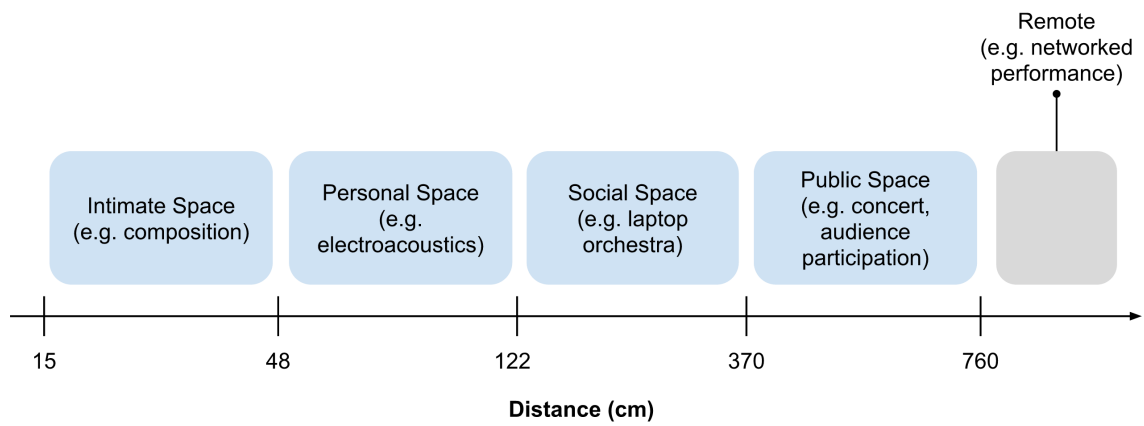 Remote
(e.g. networked
performance)
Intimate Space
(e.g. composition)
Personal Space
(e.g.
electroacoustics)
Social Space
(e.g. laptop
orchestra)
Public Space
(e.g. concert,
audience
participation)
15
48
122
370
760
Distance (cm)